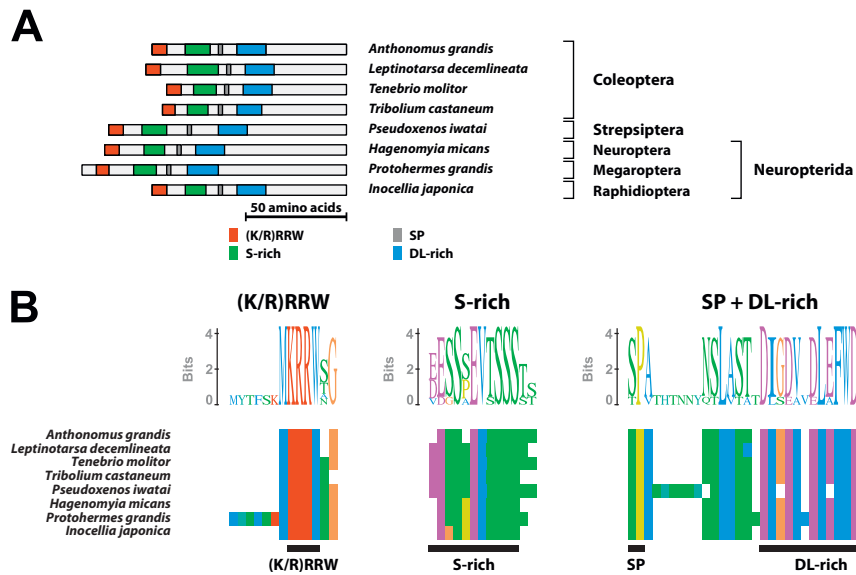 A
Anthonomus grandis
Leptinotarsa decemlineata
Tenebrio molitor
Tribolium castaneum
Pseudoxenos iwatai
Hagenomyia micans
Protohermes grandis
Inocellia japonica
Coleoptera
Strepsiptera
Neuroptera
Megaroptera
Raphidioptera
Neuropterida
50 amino acids
(K/R)RRW
SP
S-rich
DL-rich
B
(K/R)RRW
S-rich
SP + DL-rich
Bits
4
2
0
Bits
4
2
0
Bits
4
2
0
Anthonomus grandis
Leptinotarsa decemlineata
Tenebrio molitor
Tribolium castaneum
Pseudoxenos iwatai
Hagenomyia micans
Protohermes grandis
Inocellia japonica
(K/R)RRW
S-rich
SP
DL-rich